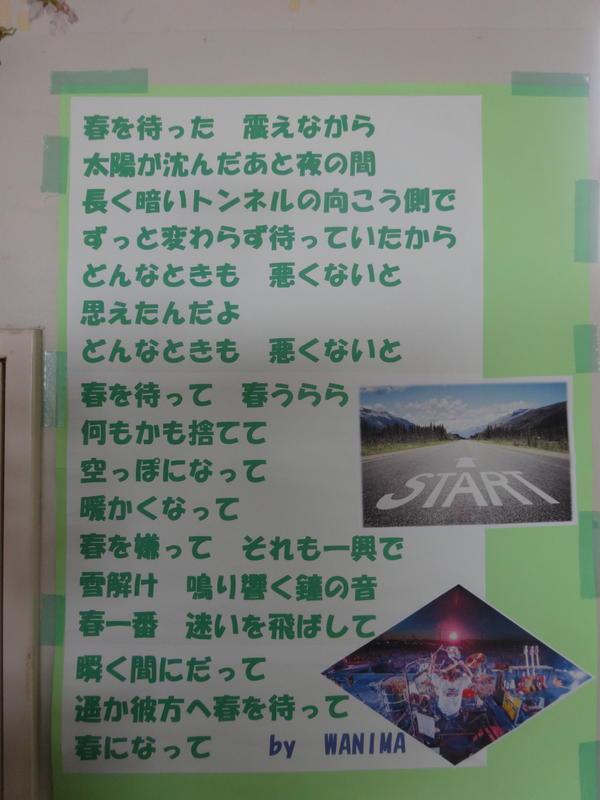 春を待った　震えながら
太陽が沈んだあと夜の間
長く暗いトンネルの向こう側で
ずっと変わらず待っていたから
どんなときも　悪くないと
思えたんだよ
どんなときも　悪くないと
春を待って　春うらら
何もかも捨てて
空っぽになって
暖かくなって
START
春を嫌って　それも一興で
雪解け　鳴り響く鐘の音
春一番　迷いを飛ばして
瞬く間にだって
遥か彼方へ春を待って
春になって　　by　WANIMA